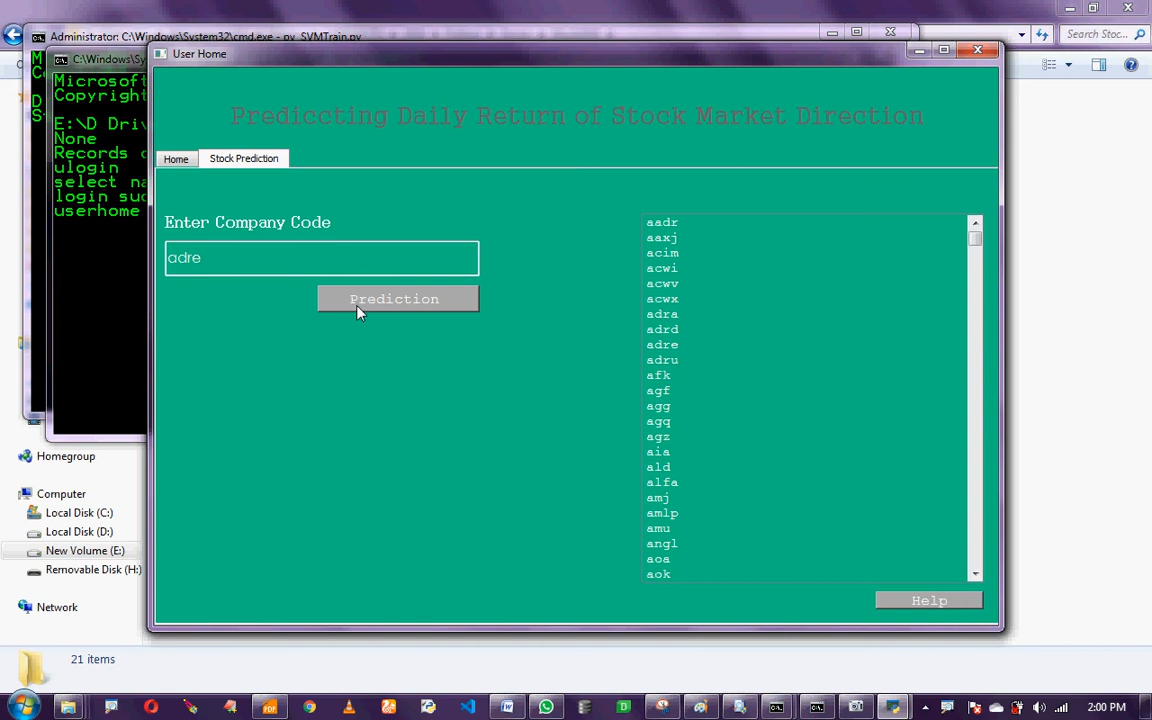 Search Stoc...
Administrator: C:\Windows\System32\cmd.exe - py SVMTrain.py
C:\Windows\Sy
User Home
Microsoft
Copyright
E:\D Driv
None
Records
ulogin
select na
login suc
userhome
Prediccting Daily Return of Stock Market Direction
Home
Stock Prediction
Enter Company Code
adre
Prediction
aadr
aaxj
acim
acwi
acwv
acwx
adra
adrd
adre
adru
afk
agf
agg
agq
agz
aia
ald
alfa
amj
amlp
amu
angl
aoa
aok
Help
Homegroup
Computer
Local Disk (C:)
Local Disk (D:)
New Volume (E:)
Removable Disk (H:)
Network
21 items
2:00 PM